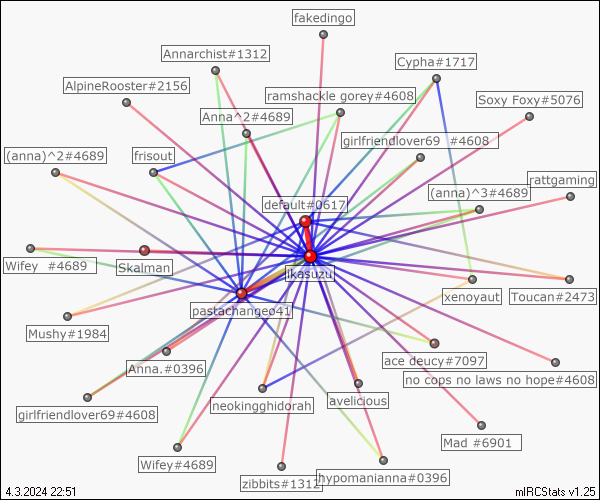 fakedingo
Annarchist#1312
Cypha#1717
AlpineRooster#2156
ramshackle gorey#4608
Soxy Foxy#5076
Anna^2#4689
girlfriendlover69 #4608
(anna)^2#4689
frisout
rattgaming
(anna)^3#4689
default#0617
Wifey #4689
Skalman
jkasuzu
xenoyaut
Toucan#2473
pastachange041
Mushy#1984
ace deucy#7097
Anna.#0396
no cops no laws no hope#4608
girlfriendlover69#4608
neokingghidorah
avelicious
Mad #6901
Wifey#4689
zibbits#1312
hypomanianna#0396
4.3.2024 22:51
mIRCStats v1.25